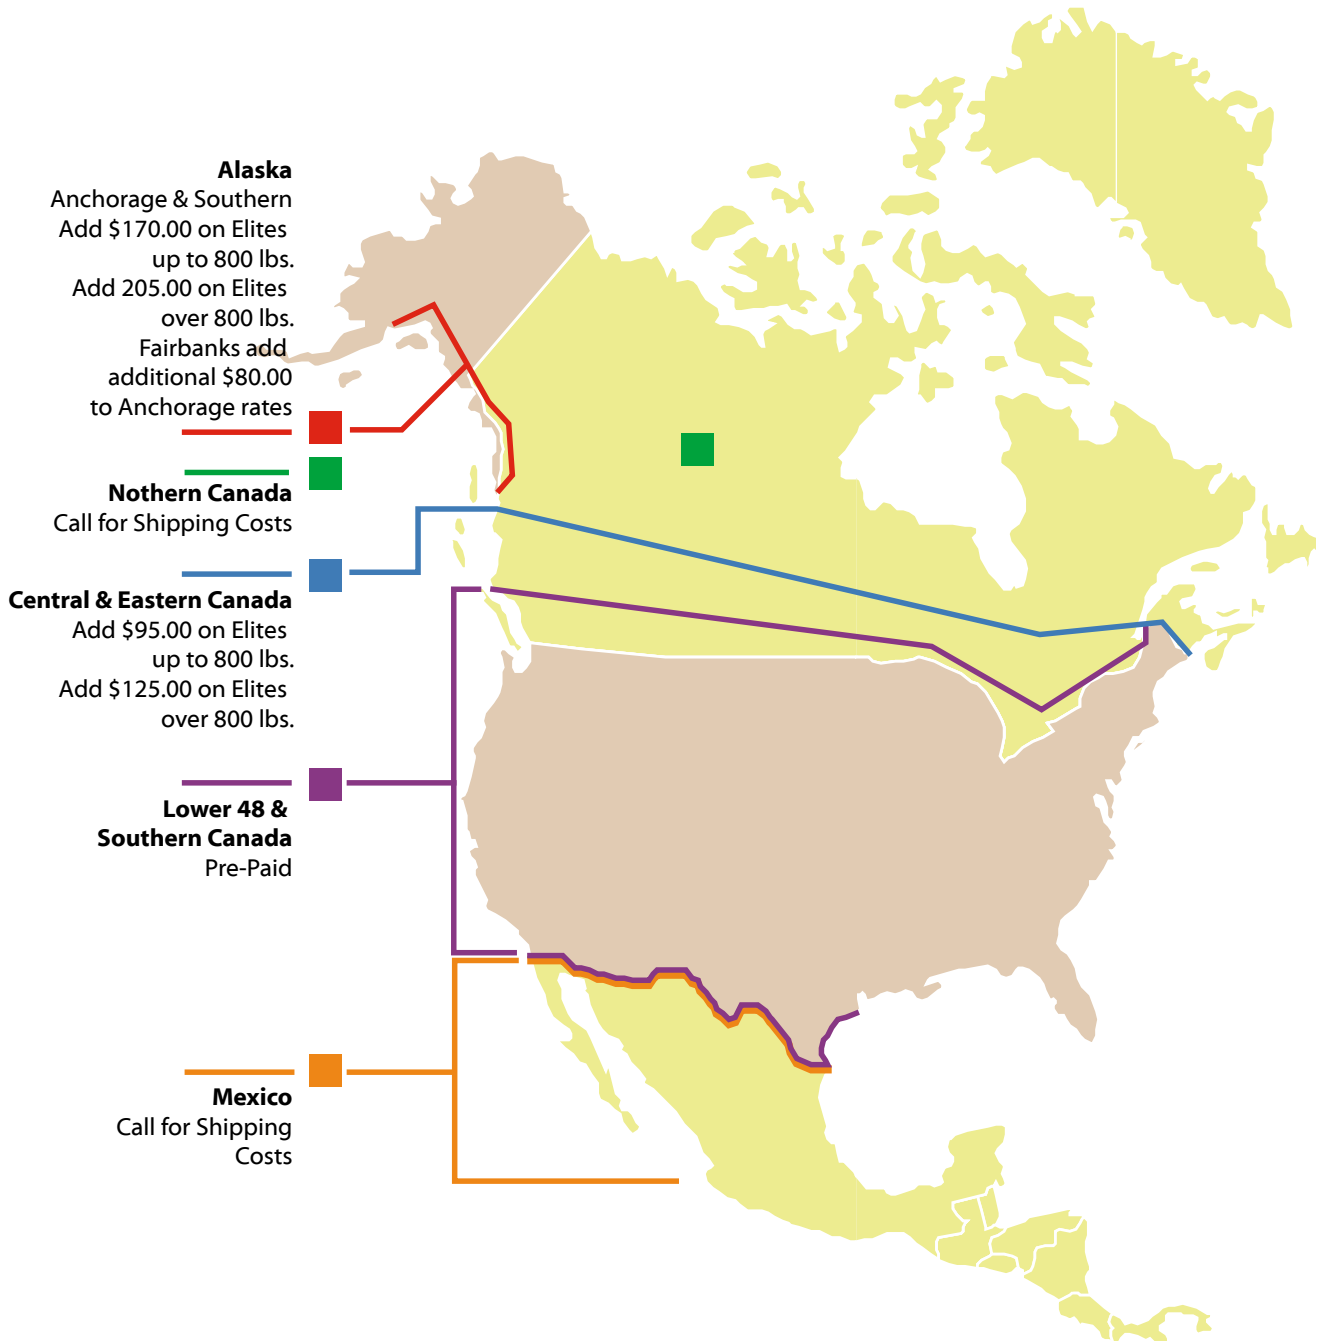 Alaska
Anchorage & Southern
Add $170.00 on Elites
up to 800 lbs.
Add 205.00 on Elites
over 800 lbs.
Fairbanks add
additional $80.00
to Anchorage rates
Nothern Canada
Call for Shipping Costs
Central & Eastern Canada
Add $95.00 on Elites
up to 800 lbs.
Add $125.00 on Elites
over 800 lbs.
Lower 48 &
Southern Canada
Pre-Paid
Mexico
Call for Shipping
Costs